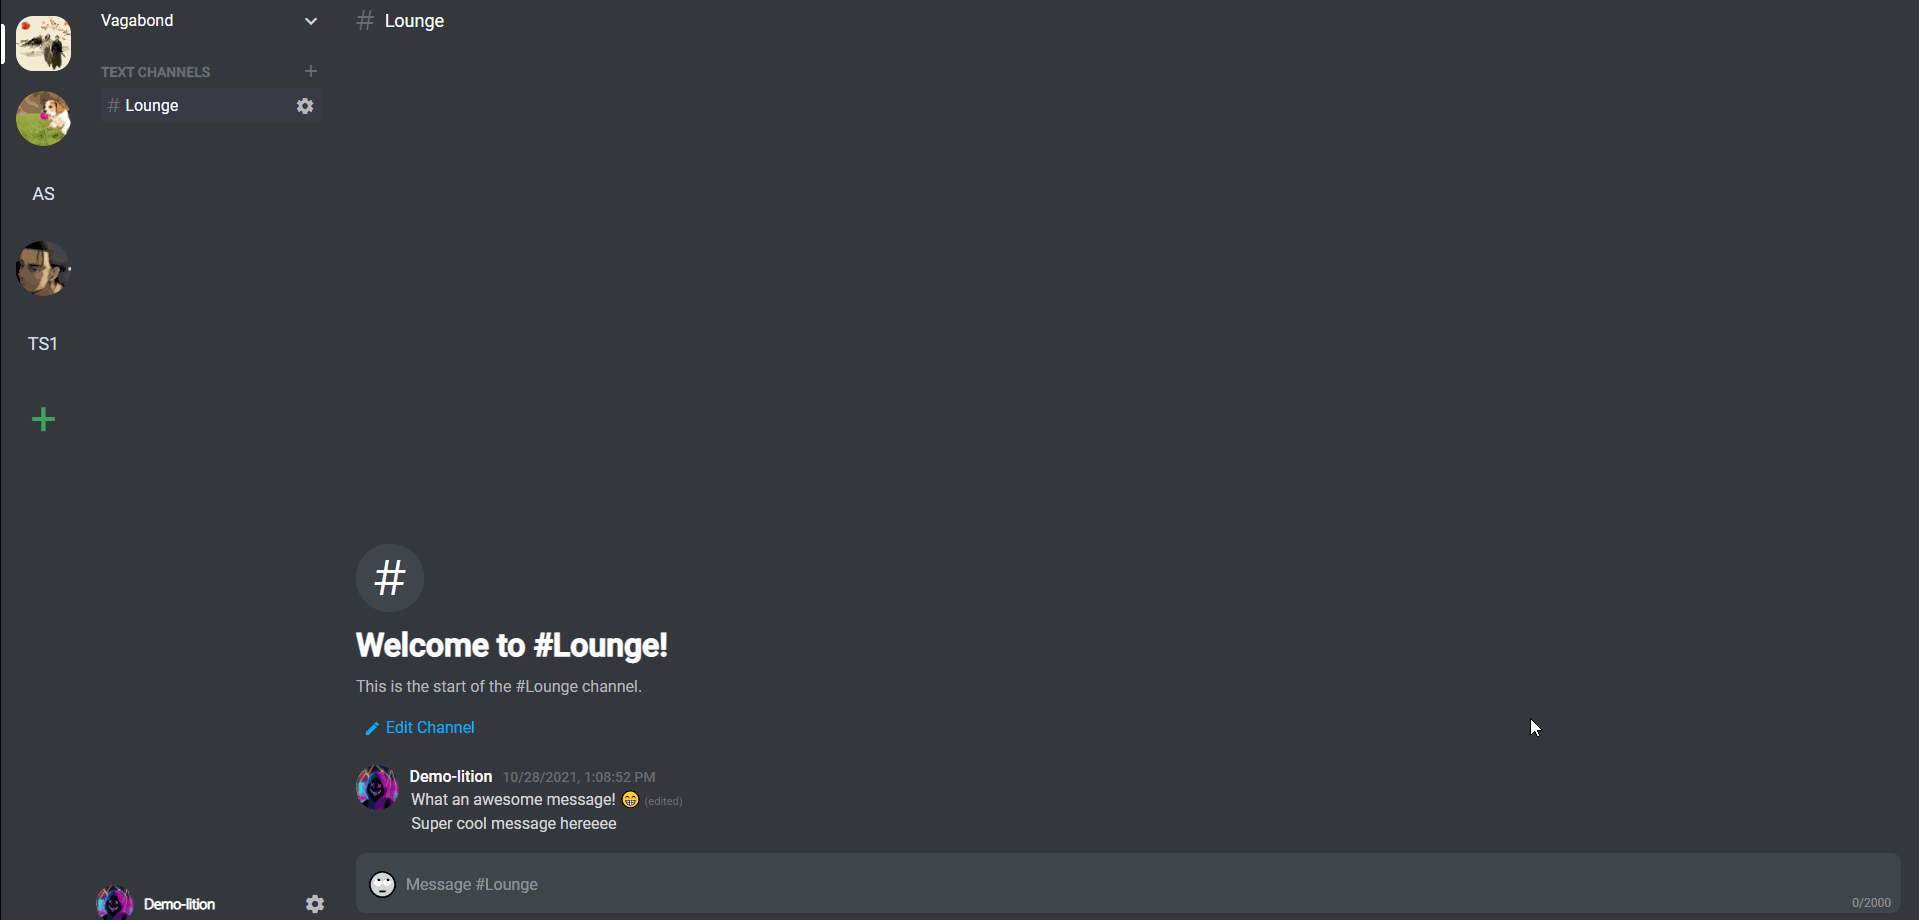 Vagabond
# Lounge
TEXT CHANNELS +
# Lounge
AS
TS1
+
#
Welcome to #Lounge!
This is the start of the #Lounge channel.
Edit Channel
Demo-lition 10/28/2021, 1:08:52 PM
What an awesome message! 😁 (edited)
Super cool message hereeee
Message #Lounge
0/2000
Demo-lition